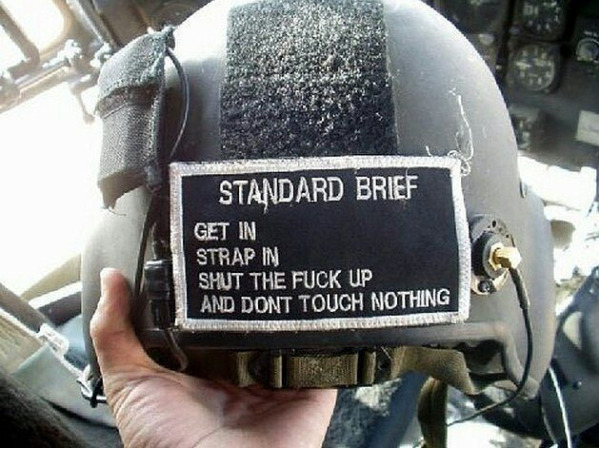 STANDARD BRIEF
GET IN
STRAP IN
SHUT THE FUCK UP
AND DONT TOUCH NOTHING